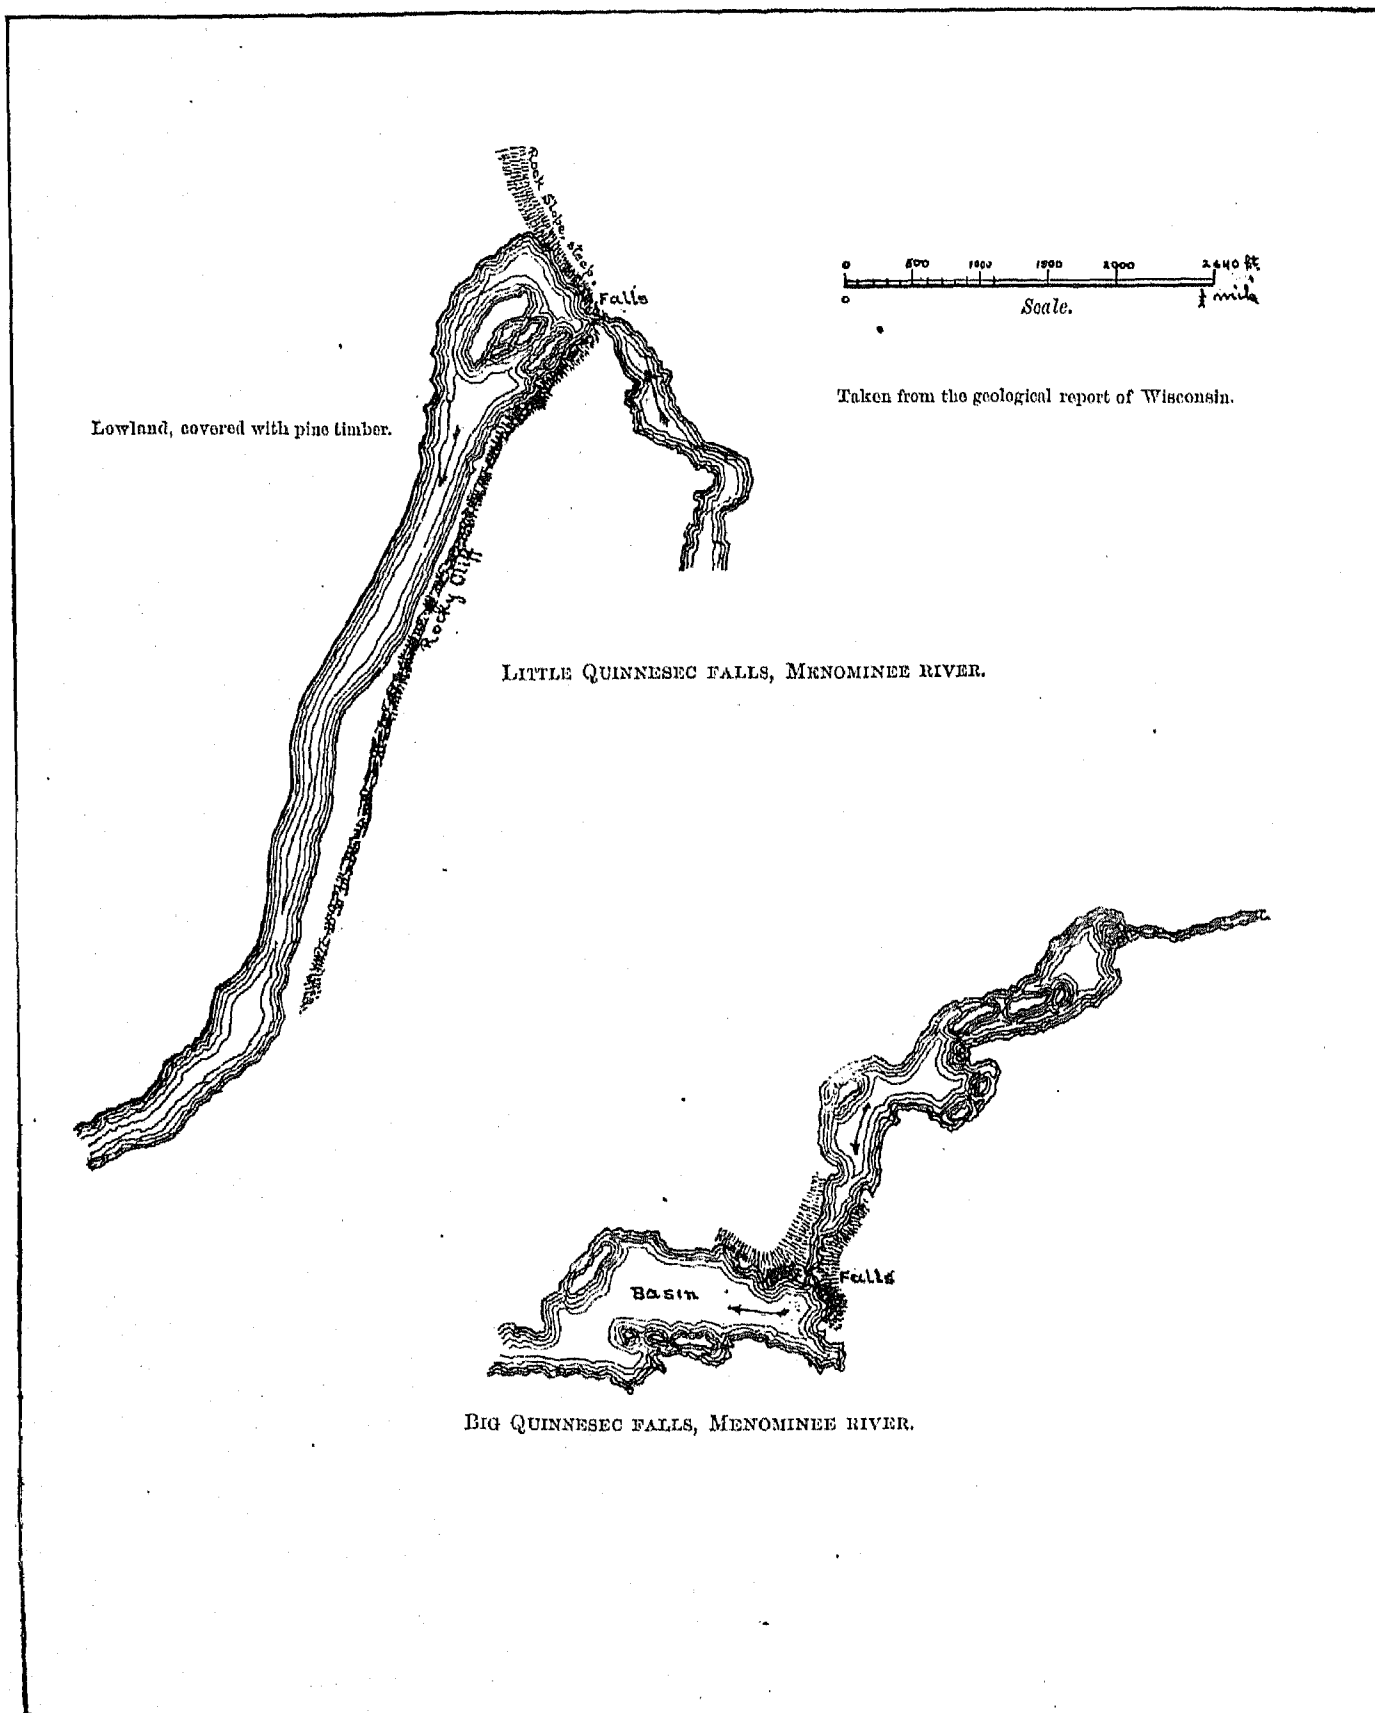 Rock Slope, steep.
Falls
0 500 1000 1500 2000 2640 ft.
0 ½ mile
Scale.
Taken from the geological report of Wisconsin.
Lowland, covered with pine timber.
Rocky Cliff
LITTLE QUINNESEC FALLS, MENOMINEE RIVER.
Falls
Basin
BIG QUINNESEC FALLS, MENOMINEE RIVER.